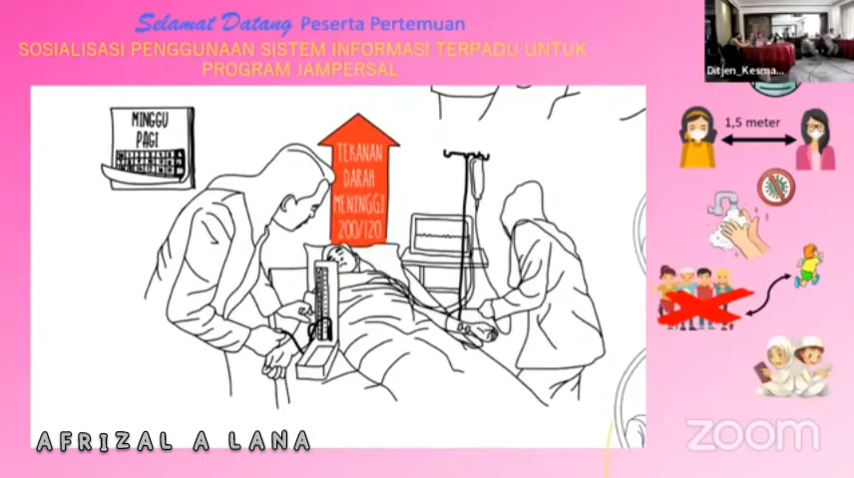 Selamat Datang Peserta Pertemuan
SOSIALISASI PENGGUNAAN SISTEM INFORMASI TERPADU UNTUK
PROGRAM JAMPERSAL
Ditjen_Kesma...
MINGGU
PAGI
TEKANAN
DARAH
MENINGGI
200/120
1,5 meter
AFRIZAL A LANA
zoom